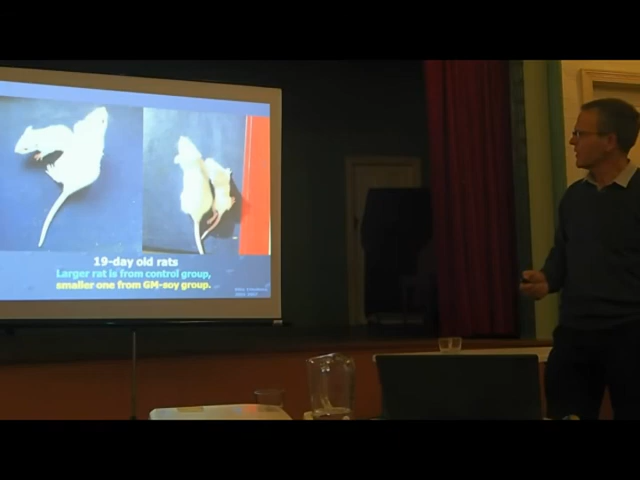 19-day old rats
Larger rat is from control group,
smaller one from GM-soy group.